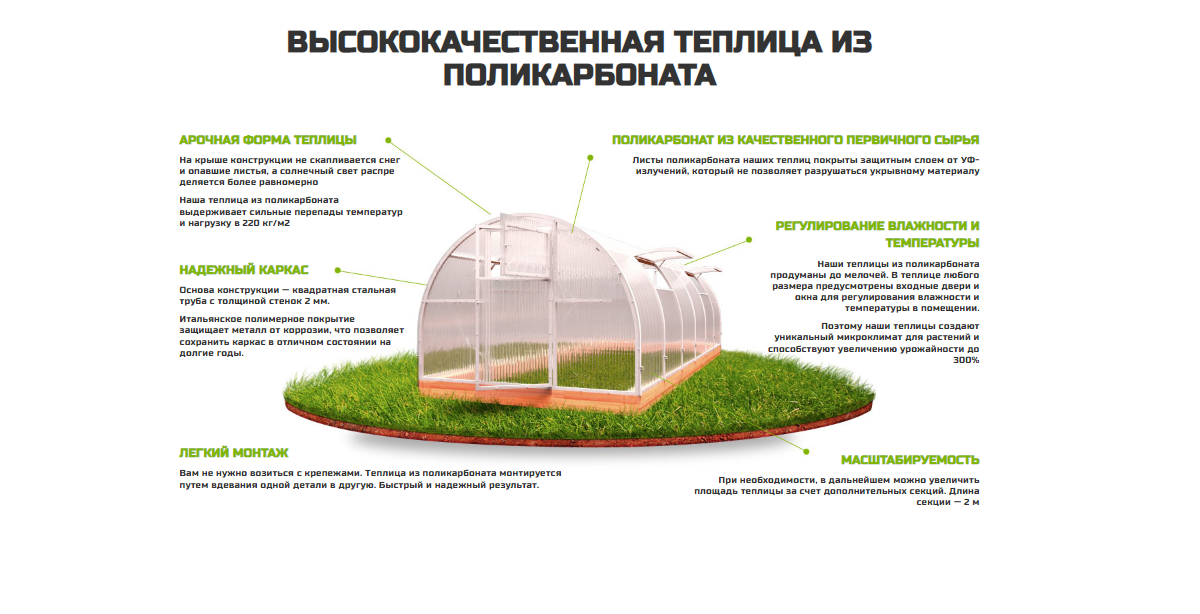 ВЫСОКОКАЧЕСТВЕННАЯ ТЕПЛИЦА ИЗ
ПОЛИКАРБОНАТА
АРОЧНАЯ ФОРМА ТЕПЛИЦЫ
На крыше конструкции не скапливается снег
и опавшие листья, а солнечный свет распре
деляется более равномерно
Наша теплица из поликарбоната
выдерживает сильные перепады температур
и нагрузку в 220 кг/м2
НАДЕЖНЫЙ КАРКАС
Основа конструкции — квадратная стальная
труба с толщиной стенок 2 мм.
Итальянское полимерное покрытие
защищает металл от коррозии, что позволяет
сохранить каркас в отличном состоянии на
долгие годы.
ЛЕГКИЙ МОНТАЖ
Вам не нужно возиться с крепежами. Теплица из поликарбоната монтируется
путем вдевания одной детали в другую. Быстрый и надежный результат.
ПОЛИКАРБОНАТ ИЗ КАЧЕСТВЕННОГО ПЕРВИЧНОГО СЫРЬЯ
Листы поликарбоната наших теплиц покрыты защитным слоем от УФ-
излучений, который не позволяет разрушаться укрывному материалу
РЕГУЛИРОВАНИЕ ВЛАЖНОСТИ И
ТЕМПЕРАТУРЫ
Наши теплицы из поликарбоната
продуманы до мелочей. В теплице любого
размера предусмотрены входные двери и
окна для регулирования влажности и
температуры в помещении.
Поэтому наши теплицы создают
уникальный микроклимат для растений и
способствуют увеличению урожайности до
300%
МАСШТАБИРУЕМОСТЬ
При необходимости, в дальнейшем можно увеличить
площадь теплицы за счет дополнительных секций. Длина
секции — 2 м